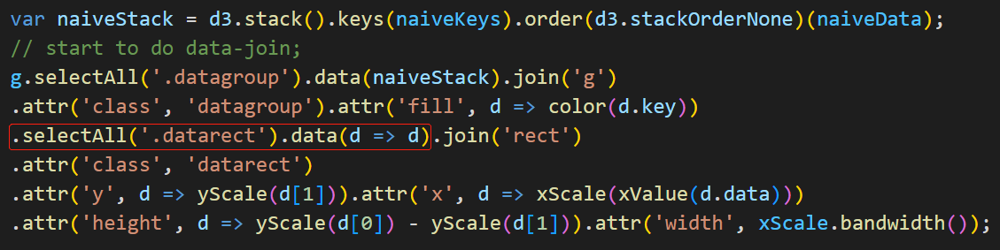 var naiveStack = d3.stack().keys(naiveKeys).order(d3.stackOrderNone)(naiveData);
// start to do data-join;
g.selectAll('.datagroup').data(naiveStack).join('g')
.attr('class', 'datagroup').attr('fill', d => color(d.key))
.selectAll('.datarect').data(d => d).join('rect')
.attr('class', 'datarect')
.attr('y', d => yScale(d[1])).attr('x', d => xScale(xValue(d.data)))
.attr('height', d => yScale(d[0]) - yScale(d[1])).attr('width', xScale.bandwidth());